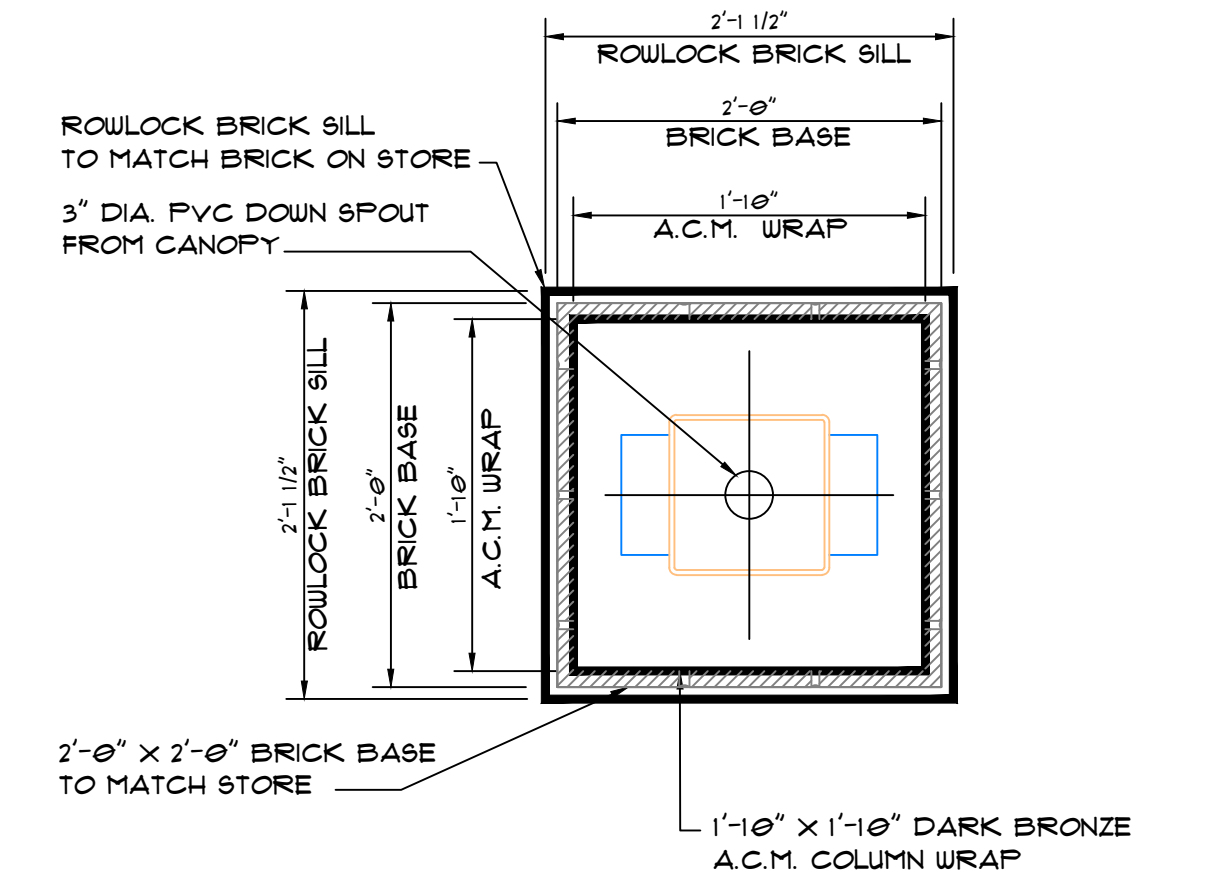 2'-1 1/2"
ROWLOCK BRICK SILL
2'-0"
BRICK BASE
1'-10"
A.C.M. WRAP
ROWLOCK BRICK SILL
TO MATCH BRICK ON STORE
3" DIA. PVC DOWN SPOUT
FROM CANOPY
2'-1 1/2"
ROWLOCK BRICK SILL
2'-0"
BRICK BASE
1'-10"
A.C.M. WRAP
2'-0" X 2'-0" BRICK BASE
TO MATCH STORE
1'-10" X 1'-10" DARK BRONZE
A.C.M. COLUMN WRAP